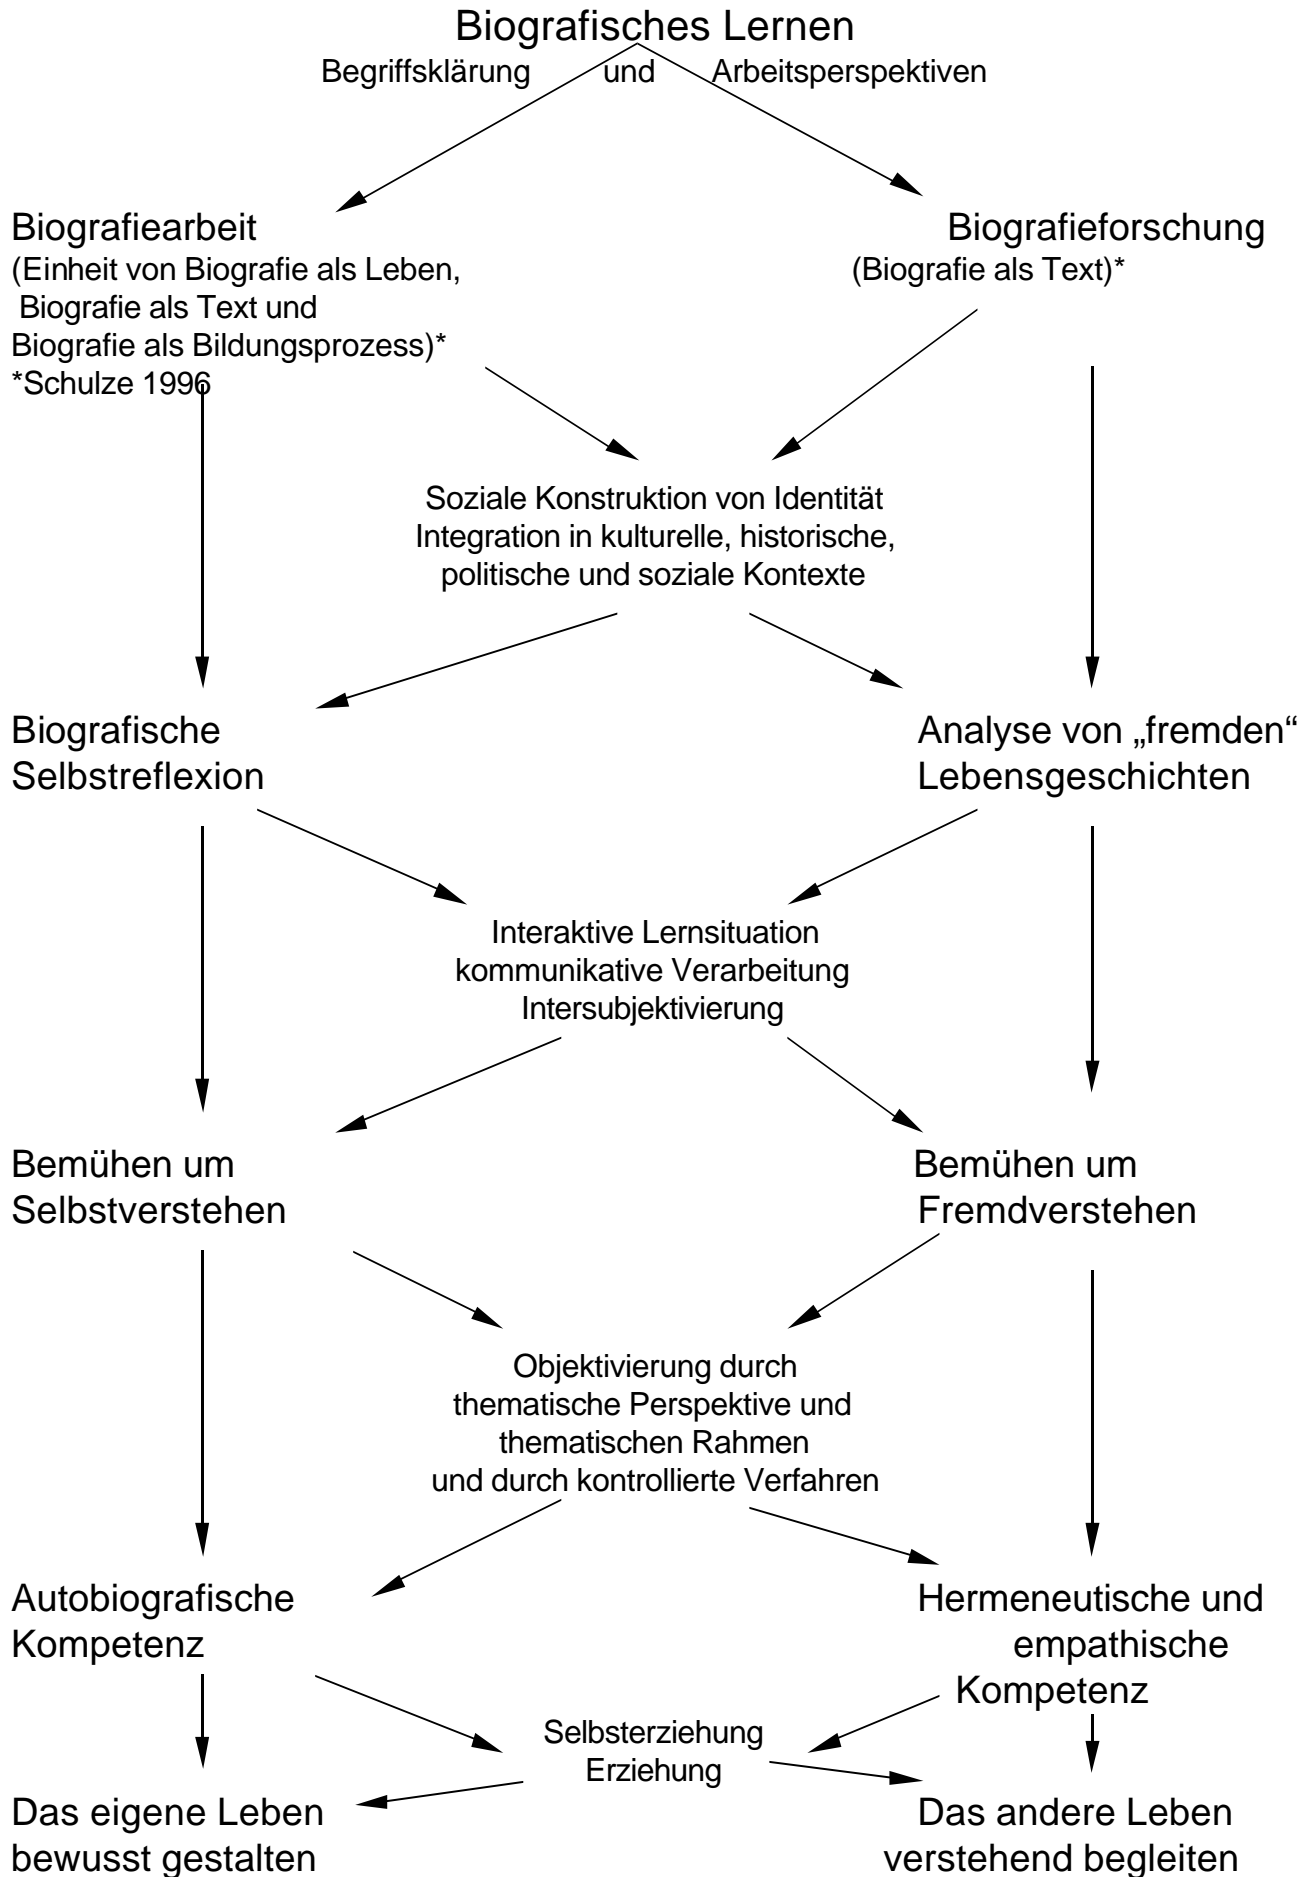 Biografisches Lernen
Begriffsklärung und Arbeitsperspektiven
Biografiearbeit
(Einheit von Biografie als Leben,
Biografie als Text und
Biografie als Bildungsprozess)*
*Schulze 1996
Biografieforschung
(Biografie als Text)*
Soziale Konstruktion von Identität
Integration in kulturelle, historische,
politische und soziale Kontexte
Biografische
Selbstreflexion
Analyse von „fremden“
Lebensgeschichten
Interaktive Lernsituation
kommunikative Verarbeitung
Intersubjektivierung
Bemühen um
Selbstverstehen
Bemühen um
Fremdverstehen
Objektivierung durch
thematische Perspektive und
thematischen Rahmen
und durch kontrollierte Verfahren
Autobiografische
Kompetenz
Hermeneutische und
empathische
Kompetenz
Selbsterziehung
Erziehung
Das eigene Leben
bewusst gestalten
Das andere Leben
verstehend begleiten